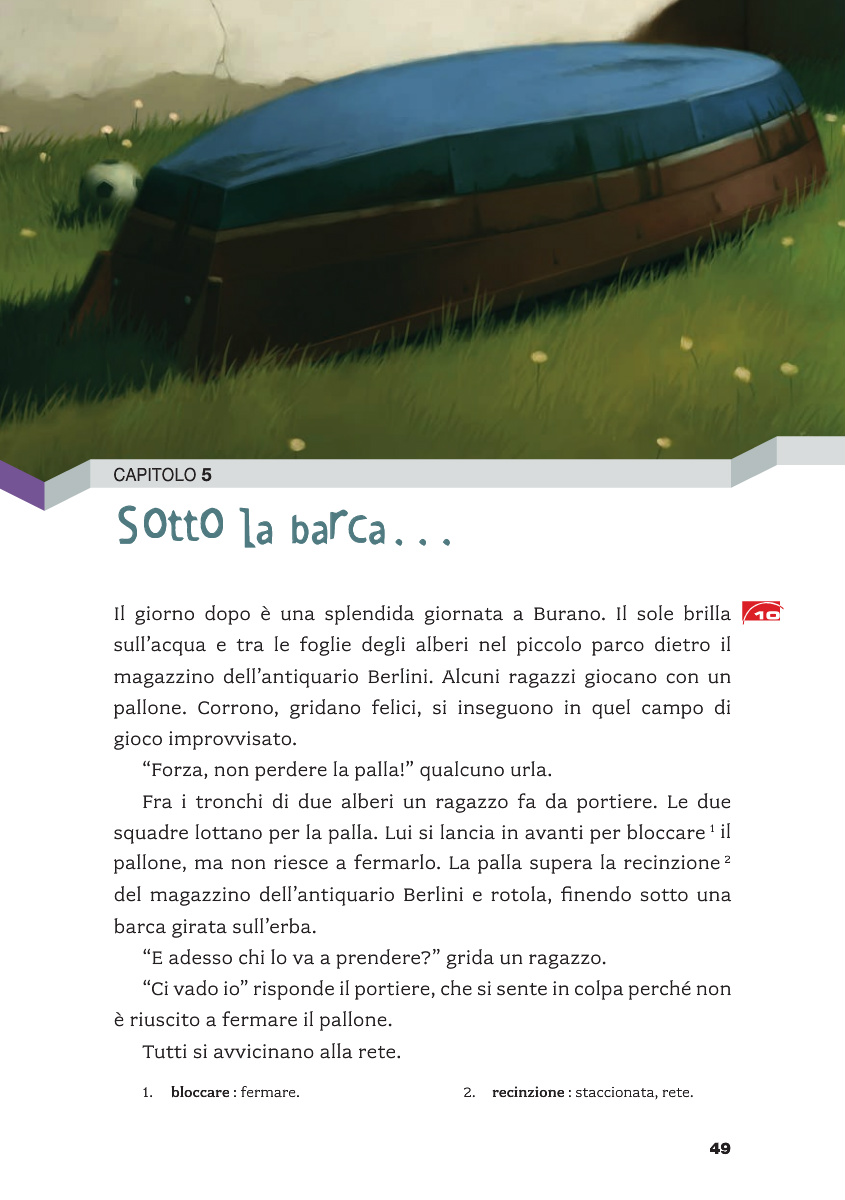 CAPITOLO 5
Sotto la barca...
Il giorno dopo è una splendida giornata a Burano. Il sole brilla
10
sull’acqua e tra le foglie degli alberi nel piccolo parco dietro il
magazzino dell’antiquario Berlini. Alcuni ragazzi giocano con un
pallone. Corrono, gridano felici, si inseguono in quel campo di
gioco improvvisato.
“Forza, non perdere la palla!” qualcuno urla.
Fra i tronchi di due alberi un ragazzo fa da portiere. Le due
squadre lottano per la palla. Lui si lancia in avanti per bloccare ¹ il
pallone, ma non riesce a fermarlo. La palla supera la recinzione ²
del magazzino dell’antiquario Berlini e rotola, finendo sotto una
barca girata sull’erba.
“E adesso chi lo va a prendere?” grida un ragazzo.
“Ci vado io” risponde il portiere, che si sente in colpa perché non
è riuscito a fermare il pallone.
Tutti si avvicinano alla rete.
1. bloccare : fermare.
2. recinzione : staccionata, rete.
49